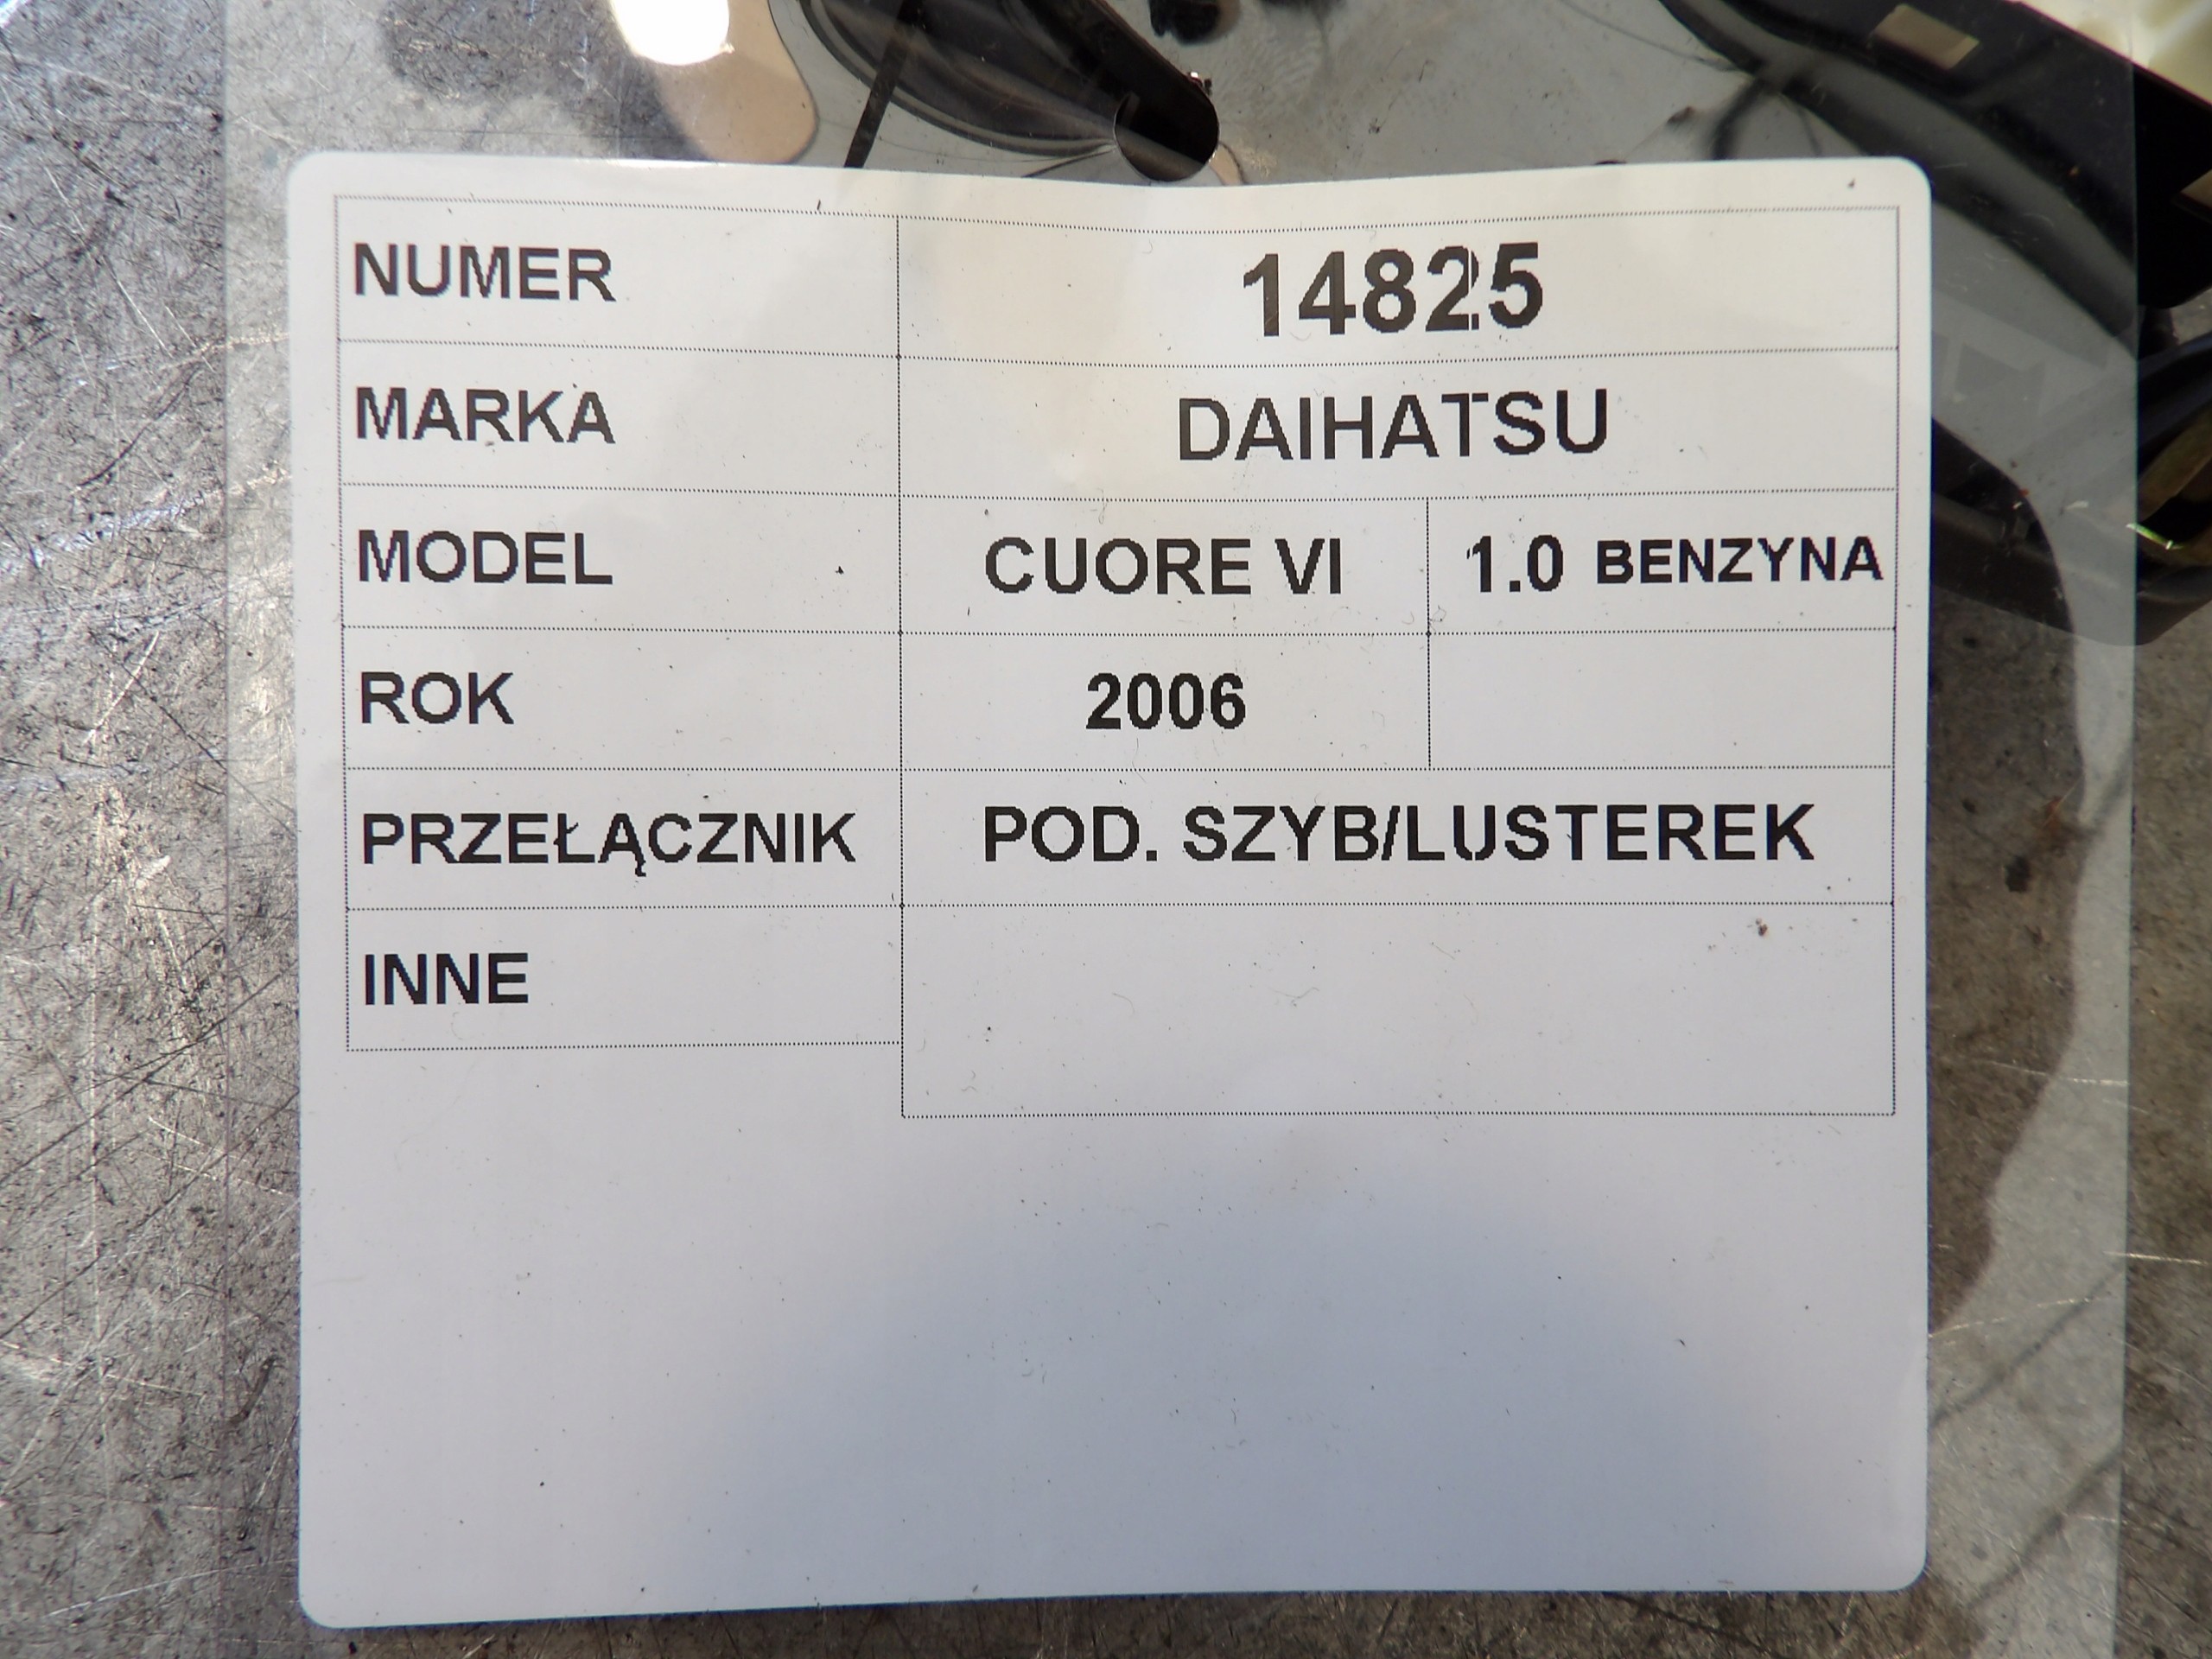 NUMER 14825
MARKA DAIHATSU
MODEL CUORE VI 1.0 BENZYNA
ROK 2006
PRZEŁĄCZNIK POD. SZYB/LUSTEREK
INNE